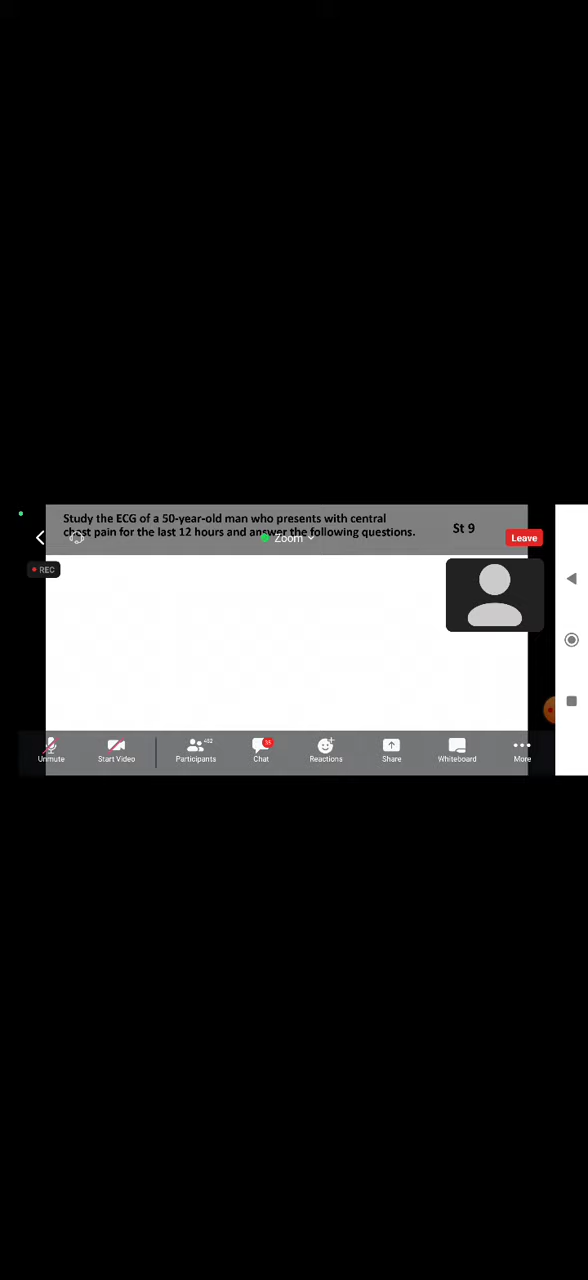 Study the ECG of a 50-year-old man who presents with central
chest pain for the last 12 hours and answer the following questions.
St 9
Zoom
Leave
REC
452
35
Unmute
Start Video
Participants
Chat
Reactions
Share
Whiteboard
More